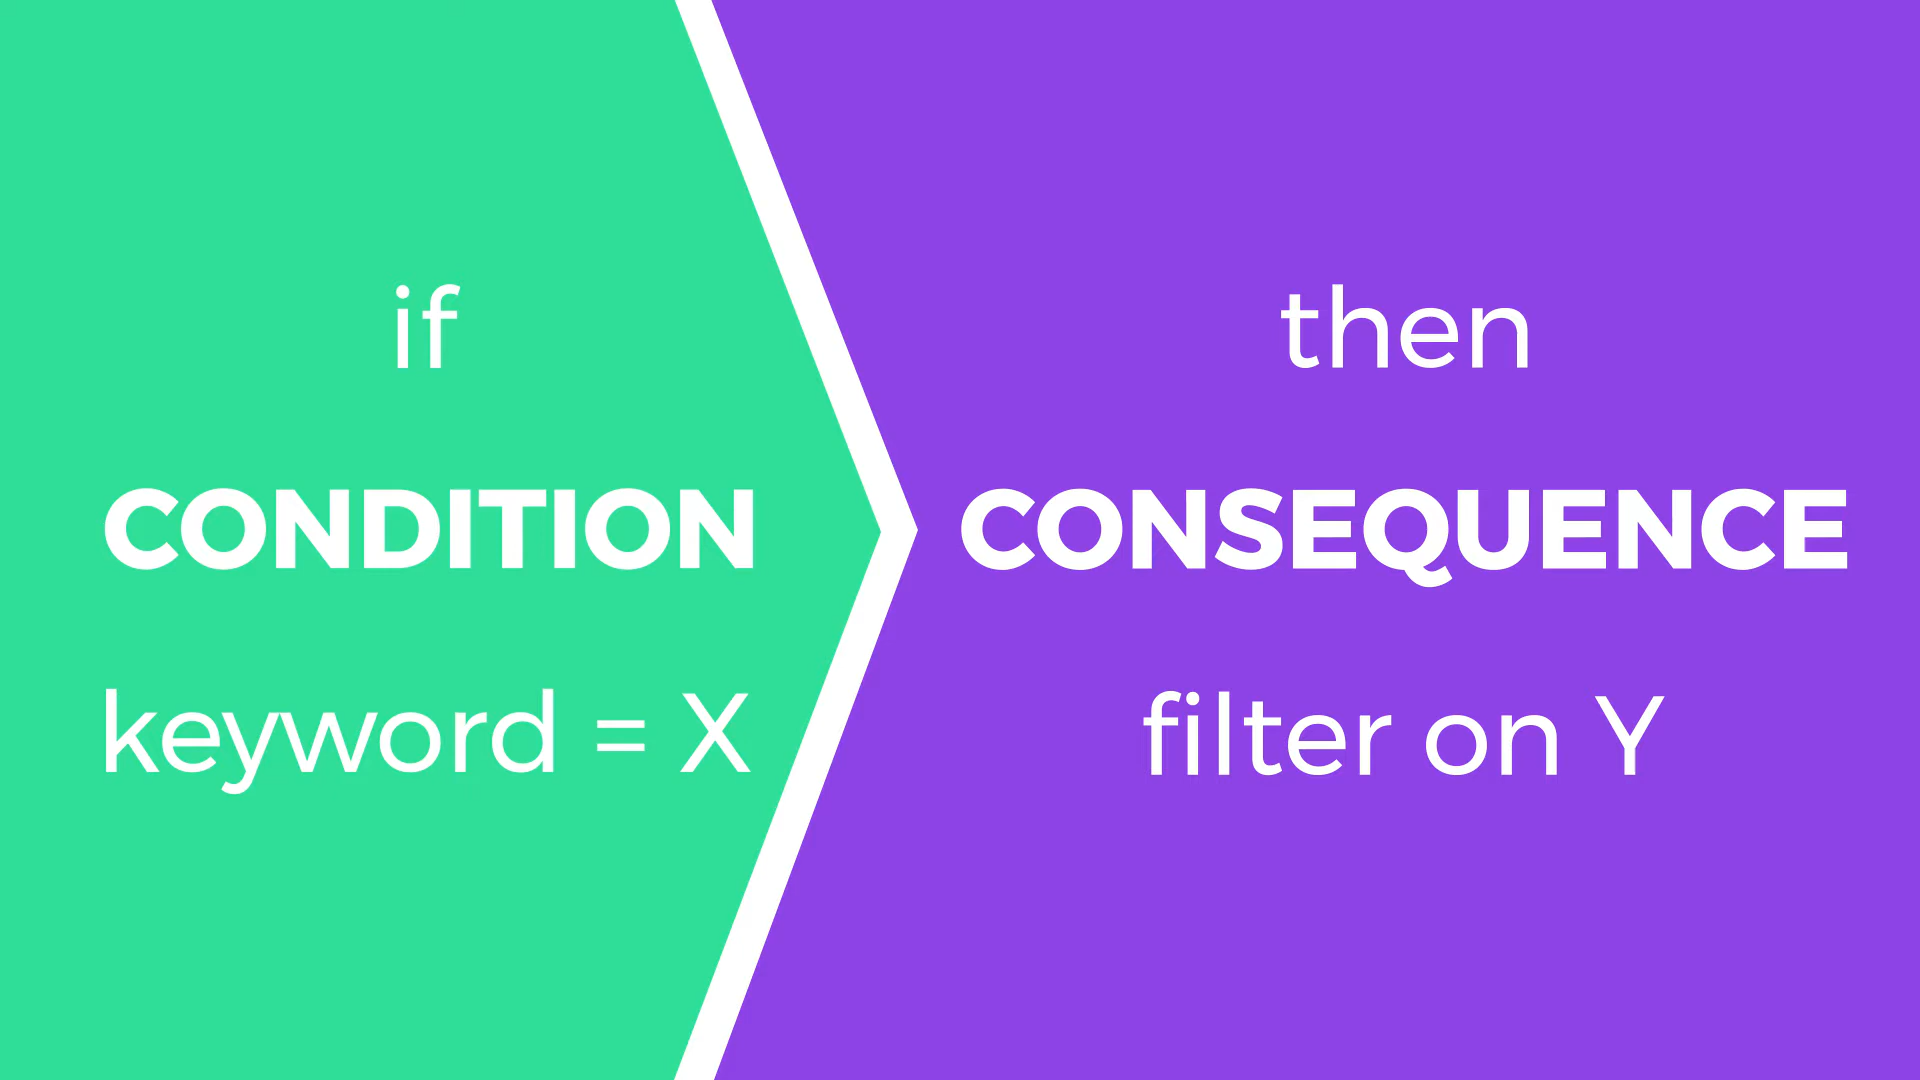 if
CONDITION
keyword = X
then
CONSEQUENCE
filter on Y